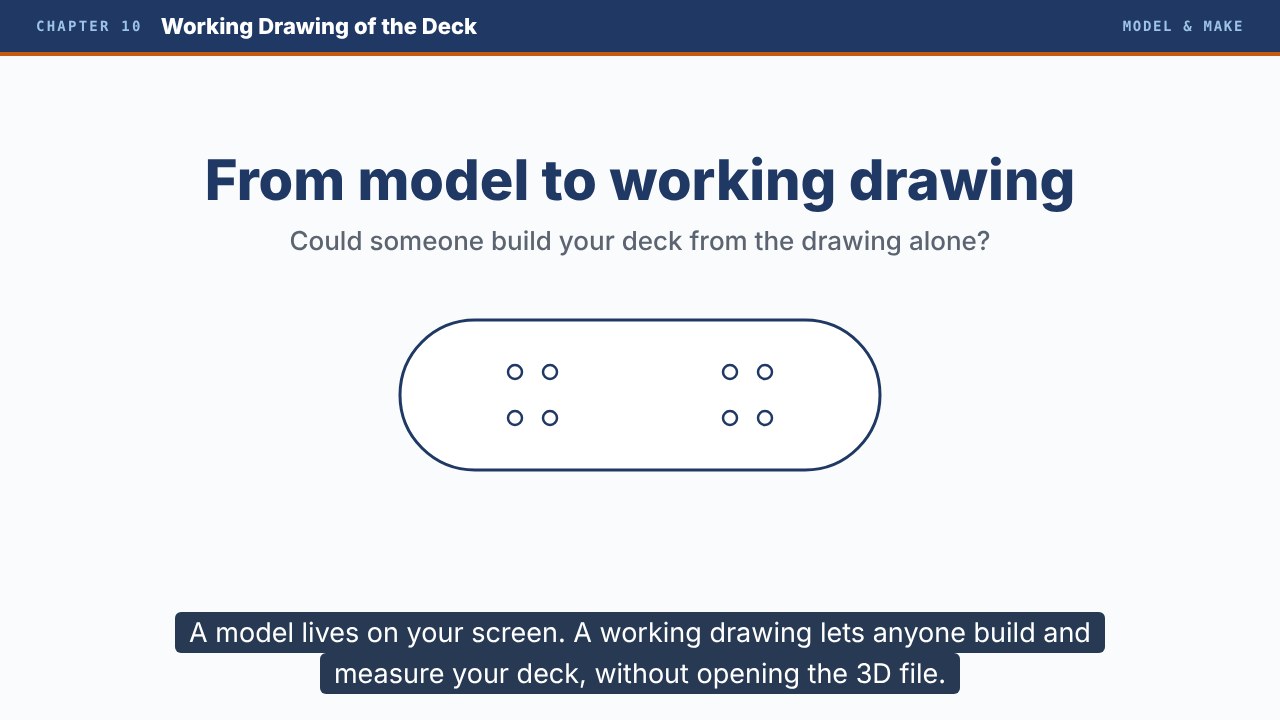 CHAPTER 10 Working Drawing of the Deck MODEL & MAKE
From model to working drawing
Could someone build your deck from the drawing alone?
A model lives on your screen. A working drawing lets anyone build and
measure your deck, without opening the 3D file.